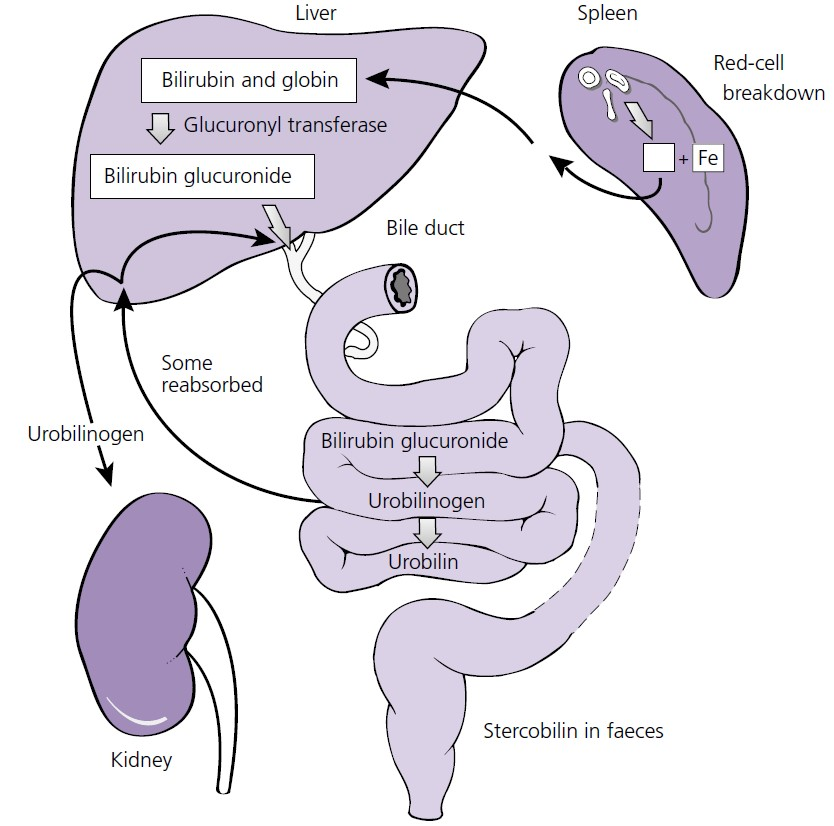 Liver
Spleen
Bilirubin and globin
Glucuronyl transferase
Bilirubin glucuronide
Red-cell
breakdown
+ Fe
Bile duct
Some
reabsorbed
Urobilinogen
Bilirubin glucuronide
Urobilinogen
Urobilin
Kidney
Stercobilin in faeces